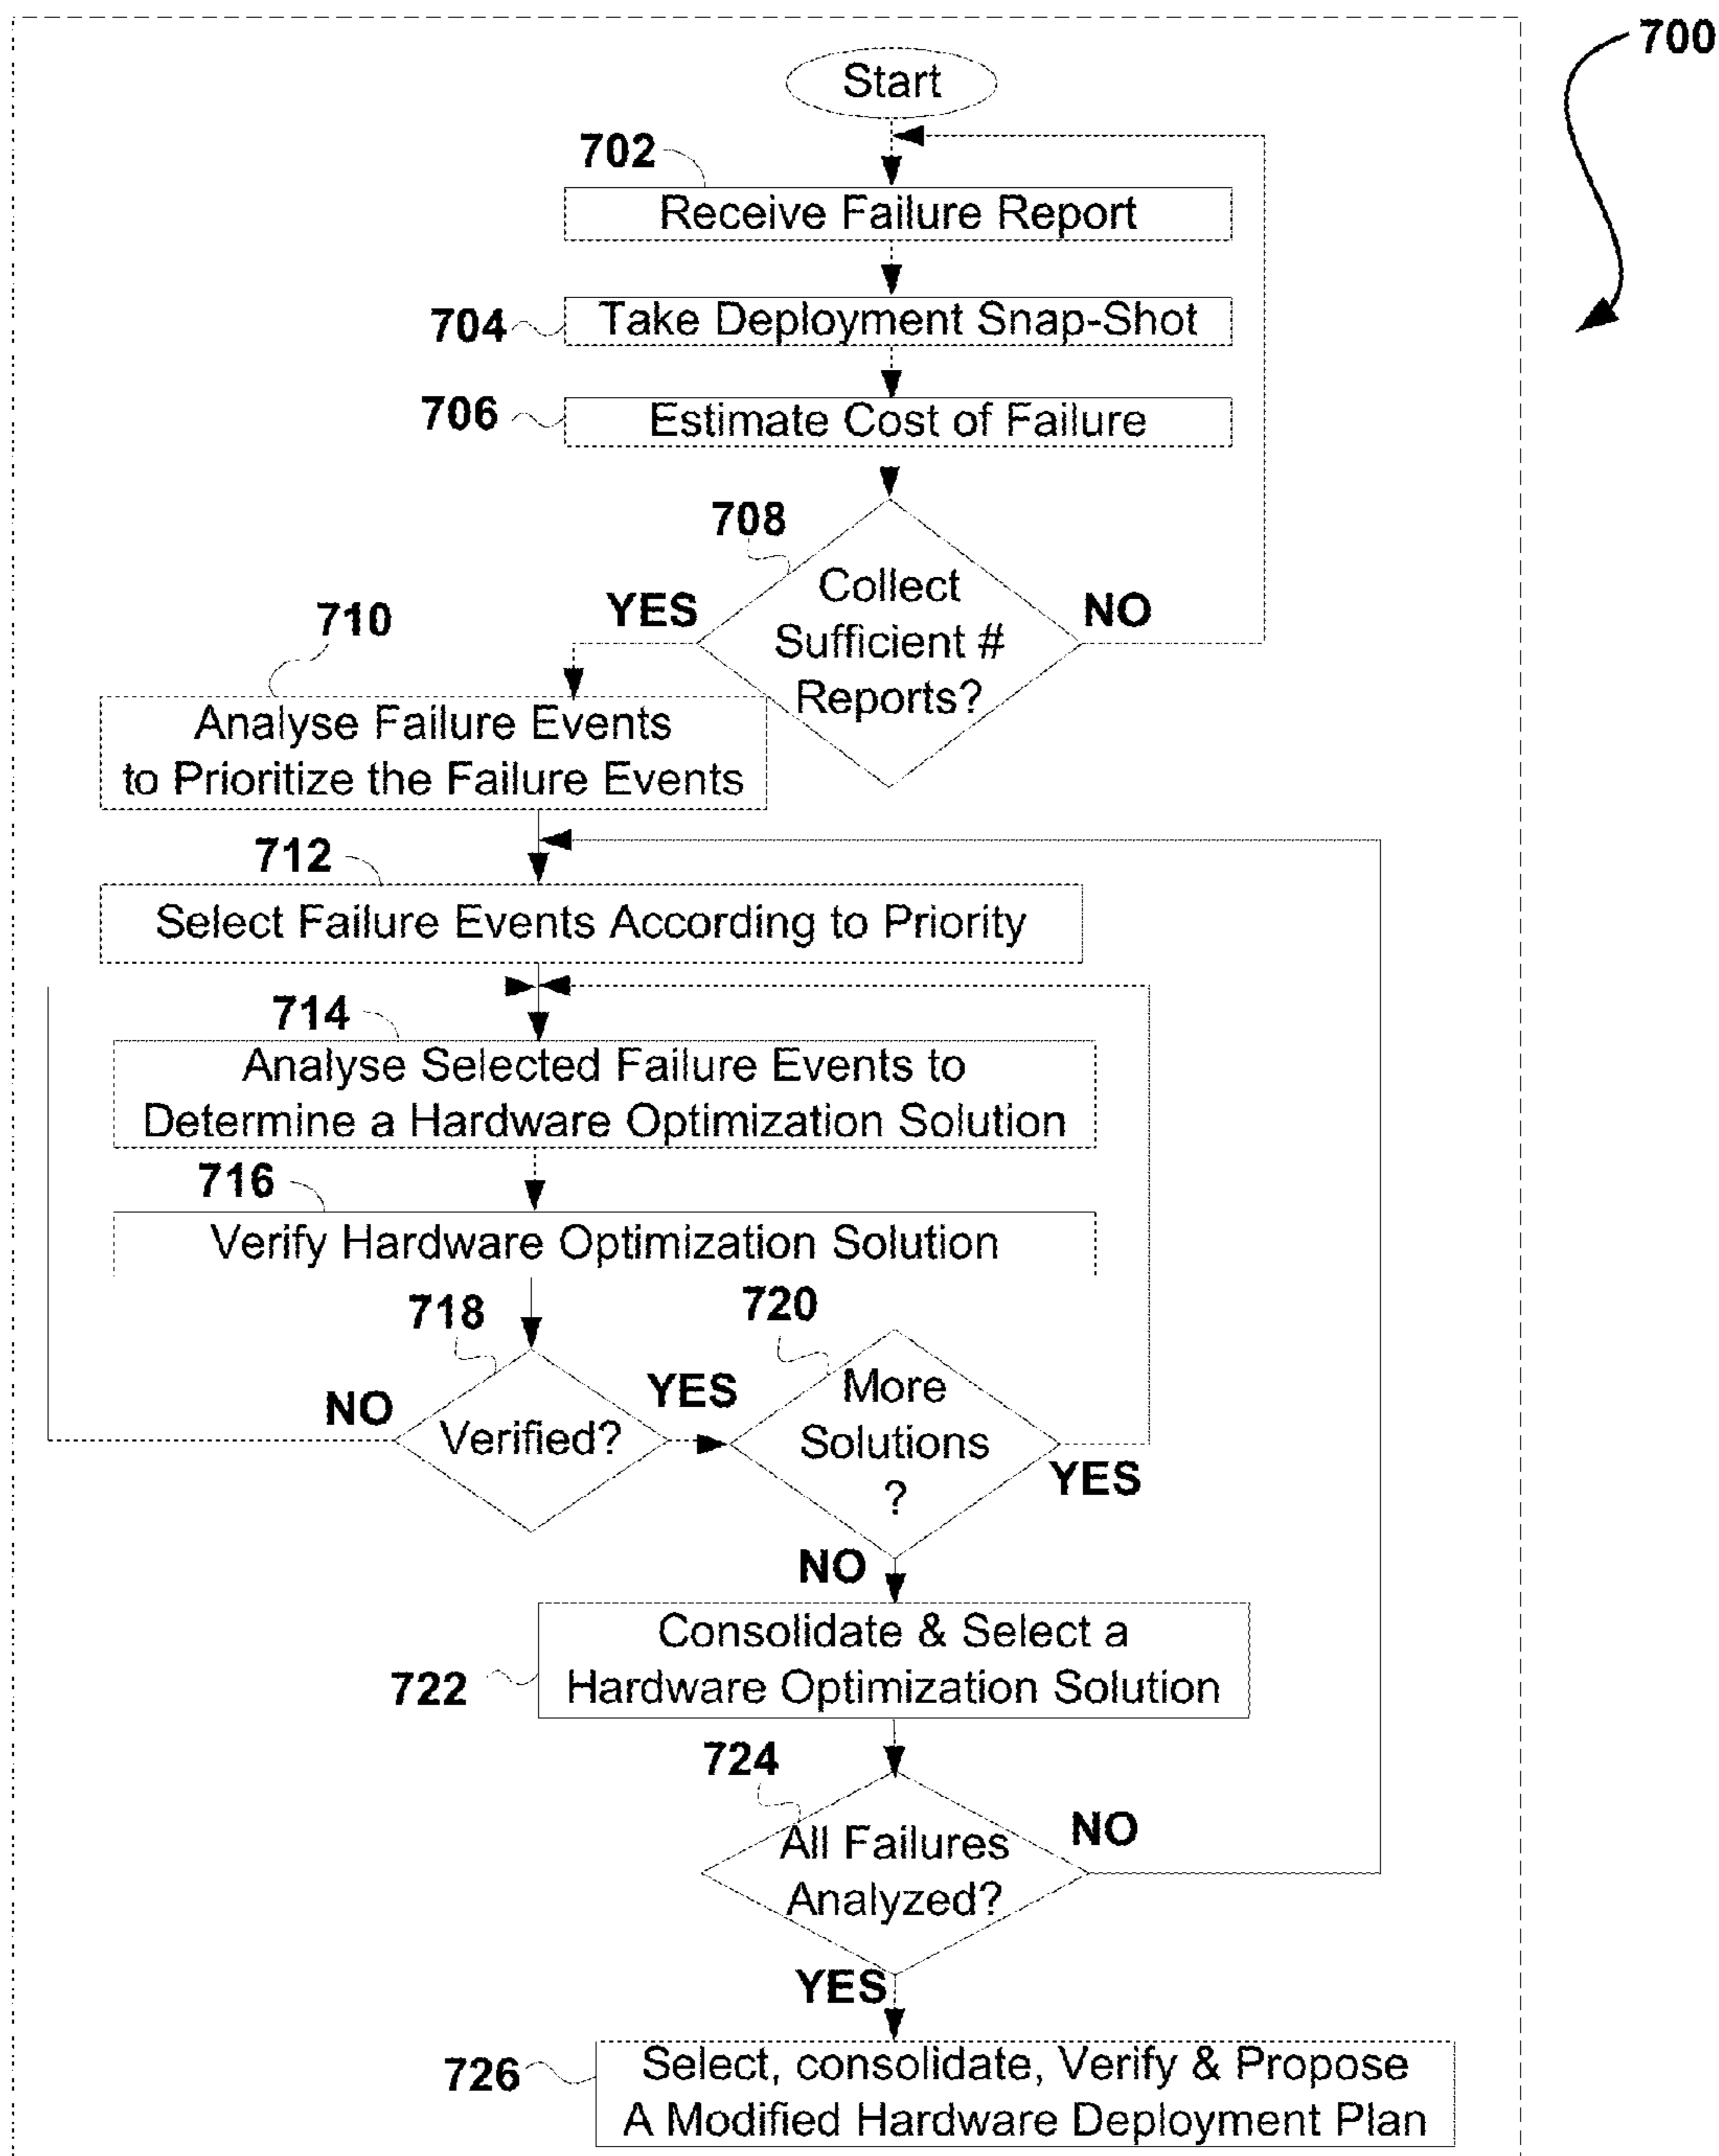 700
Start
702
Receive Failure Report
704
Take Deployment Snap-Shot
706
Estimate Cost of Failure
708
Collect
Sufficient #
Reports?
YES
NO
710
Analyse Failure Events
to Prioritize the Failure Events
712
Select Failure Events According to Priority
714
Analyse Selected Failure Events to
Determine a Hardware Optimization Solution
716
Verify Hardware Optimization Solution
718
Verified?
NO
YES
720
More
Solutions
?
YES
NO
722
Consolidate & Select a
Hardware Optimization Solution
724
All Failures
Analyzed?
NO
YES
726
Select, consolidate, Verify & Propose
A Modified Hardware Deployment Plan